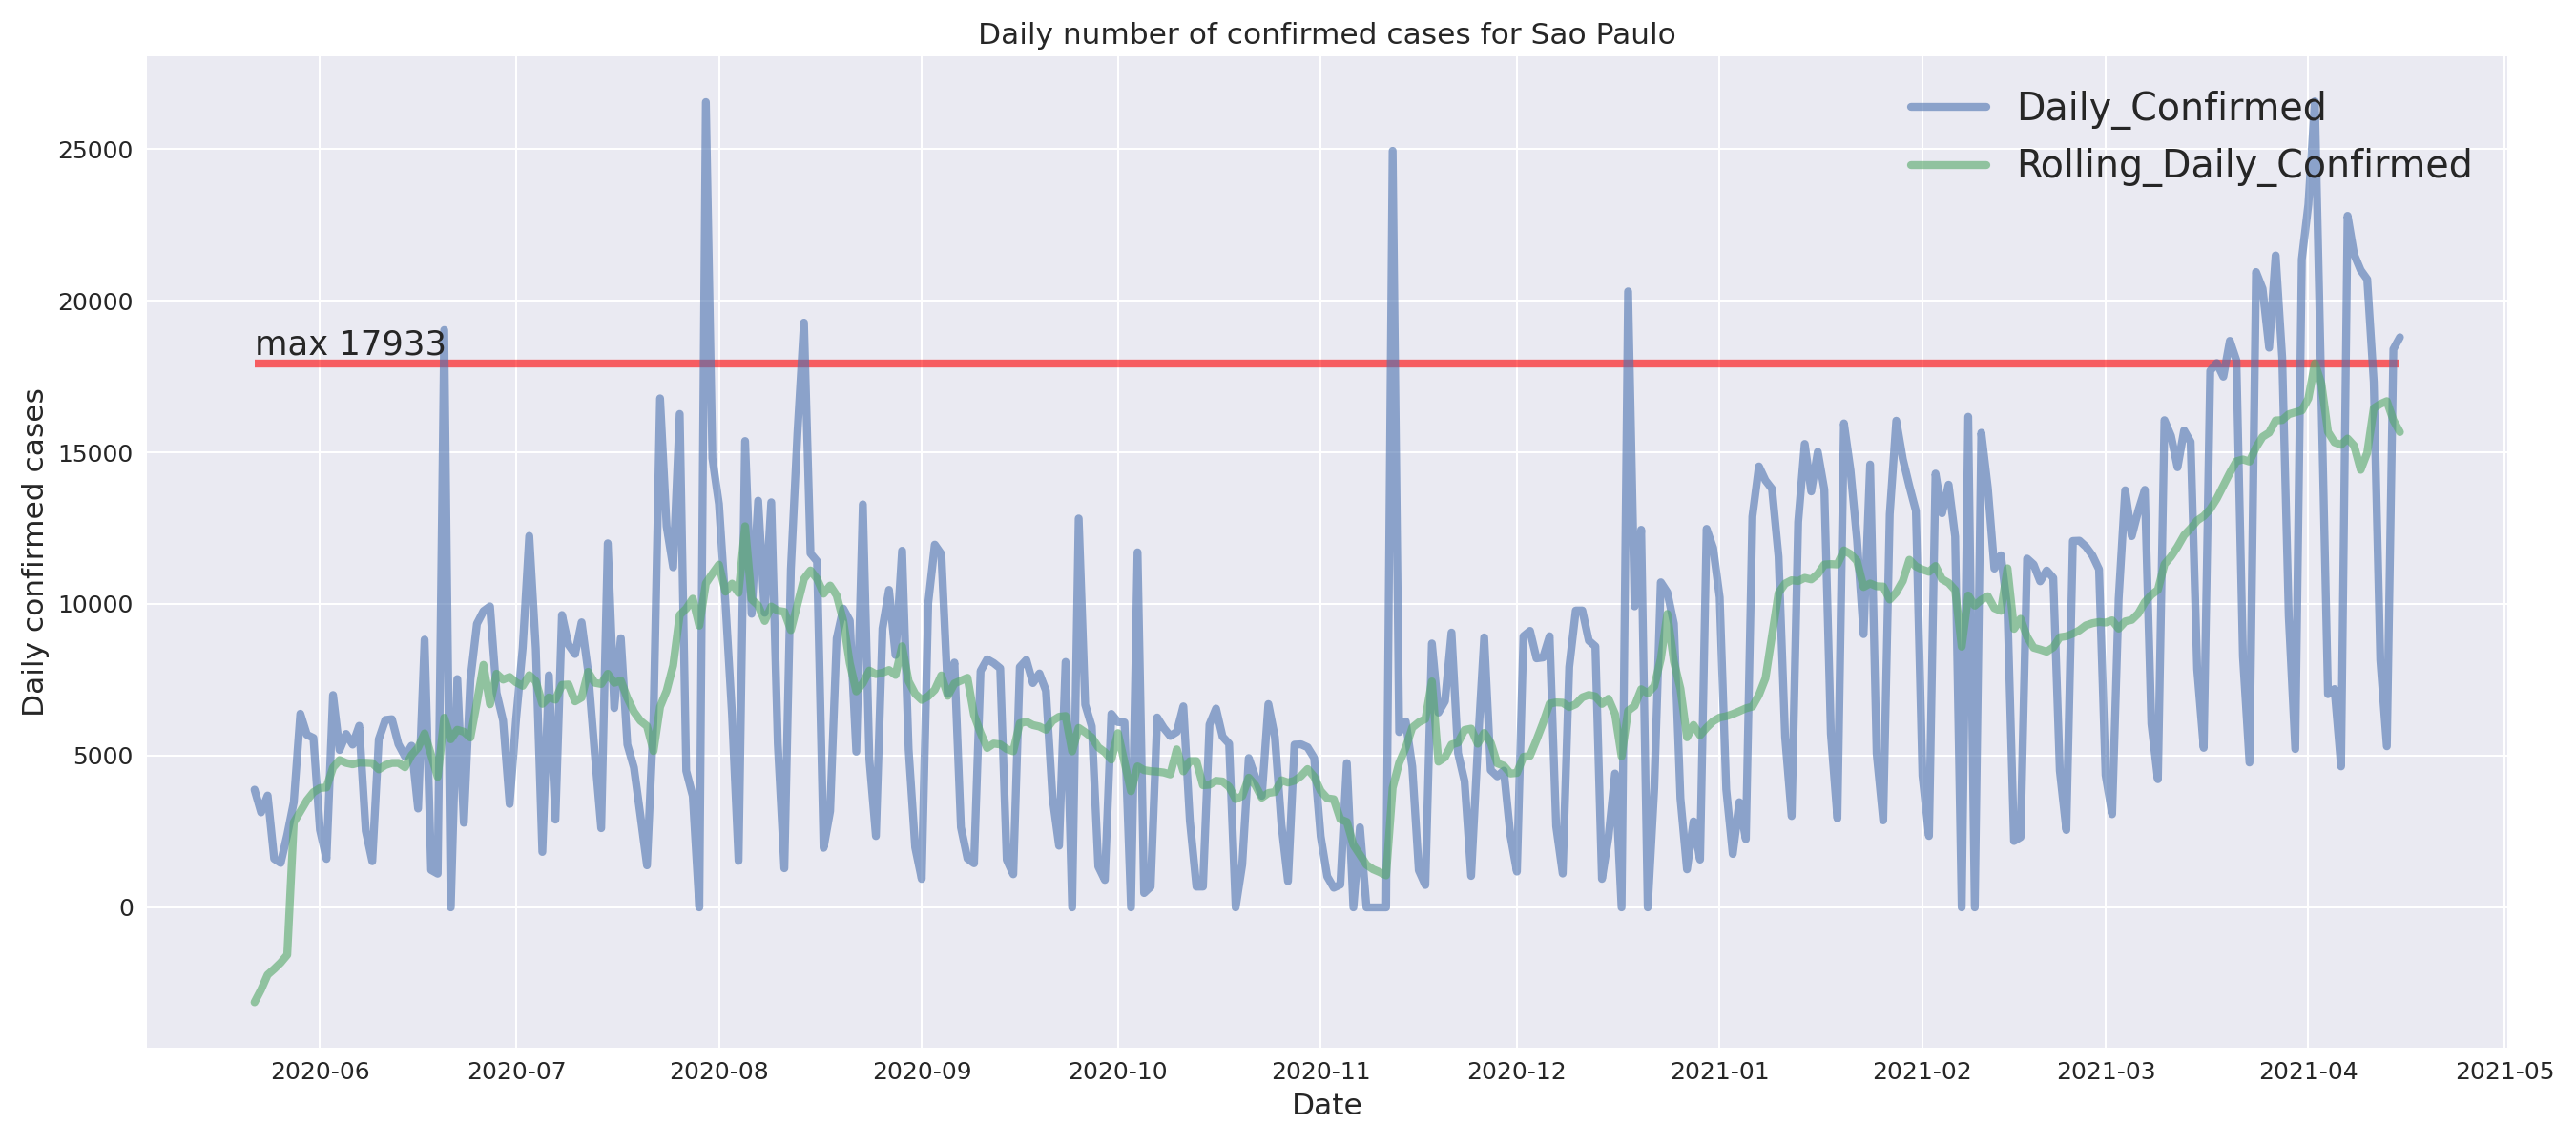 Daily number of confirmed cases for Sao Paulo
Daily_Confirmed
Rolling_Daily_Confirmed
max 17933
Daily confirmed cases
25000
20000
15000
10000
5000
0
2020-06 2020-07 2020-08 2020-09 2020-10 2020-11 2020-12 2021-01 2021-02 2021-03 2021-04 2021-05
Date